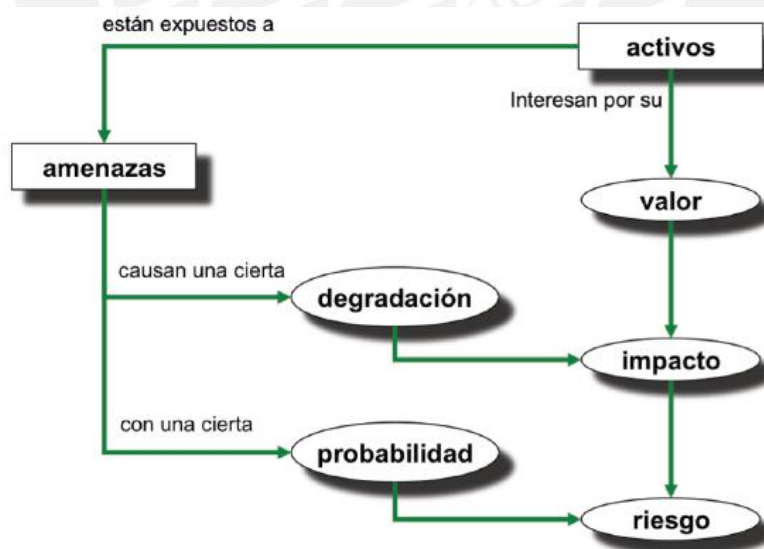 están expuestos a
activos
Interesan por su
amenazas
valor
causan una cierta
degradación
impacto
con una cierta
probabilidad
riesgo